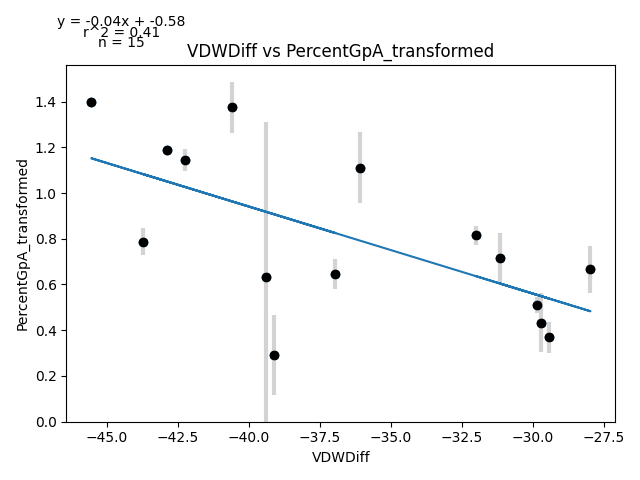 y = -0.04x + -0.58
r^2 = 0.41
n = 15
VDWDiff vs PercentGpA_transformed
PercentGpA_transformed
1.4
1.2
1.0
0.8
0.6
0.4
0.2
0.0
−45.0 −42.5 −40.0 −37.5 −35.0 −32.5 −30.0 −27.5
VDWDiff